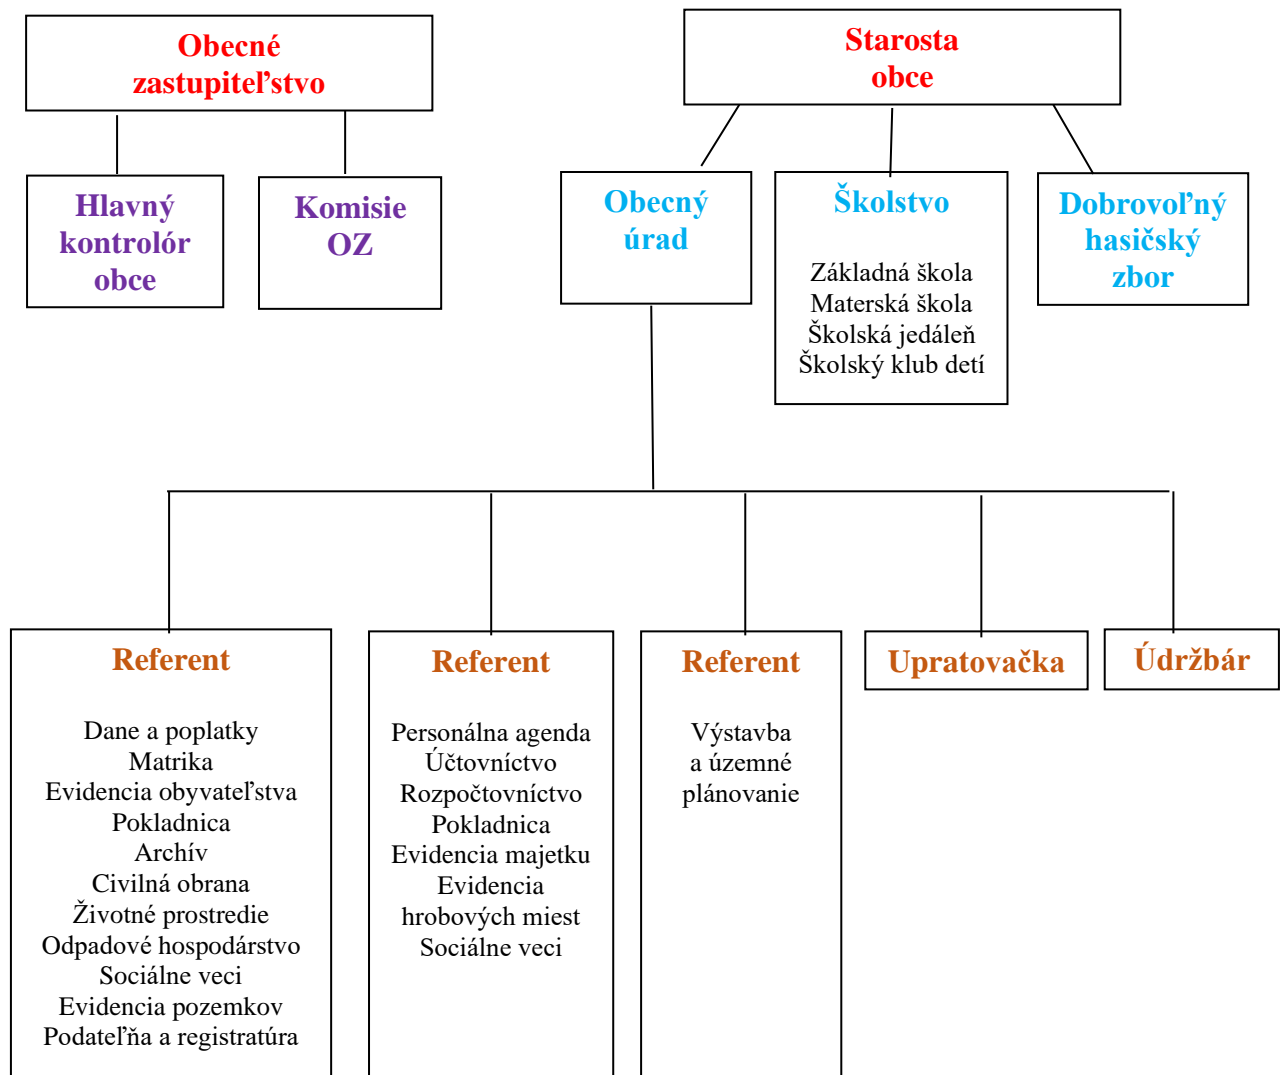 Obecné
zastupiteľstvo
Starosta
obce
Hlavný
kontrolór
obce
Komisie
OZ
Obecný
úrad
Školstvo
Základná škola
Materská škola
Školská jedáleň
Školský klub detí
Dobrovoľný
hasičský
zbor
Referent
Dane a poplatky
Matrika
Evidencia obyvateľstva
Pokladnica
Archív
Civilná obrana
Životné prostredie
Odpadové hospodárstvo
Sociálne veci
Evidencia pozemkov
Podateľňa a registratúra
Referent
Personálna agenda
Účtovníctvo
Rozpočtovníctvo
Pokladnica
Evidencia majetku
Evidencia
hrobových miest
Sociálne veci
Referent
Výstavba
a územné
plánovanie
Upratovačka
Údržbár